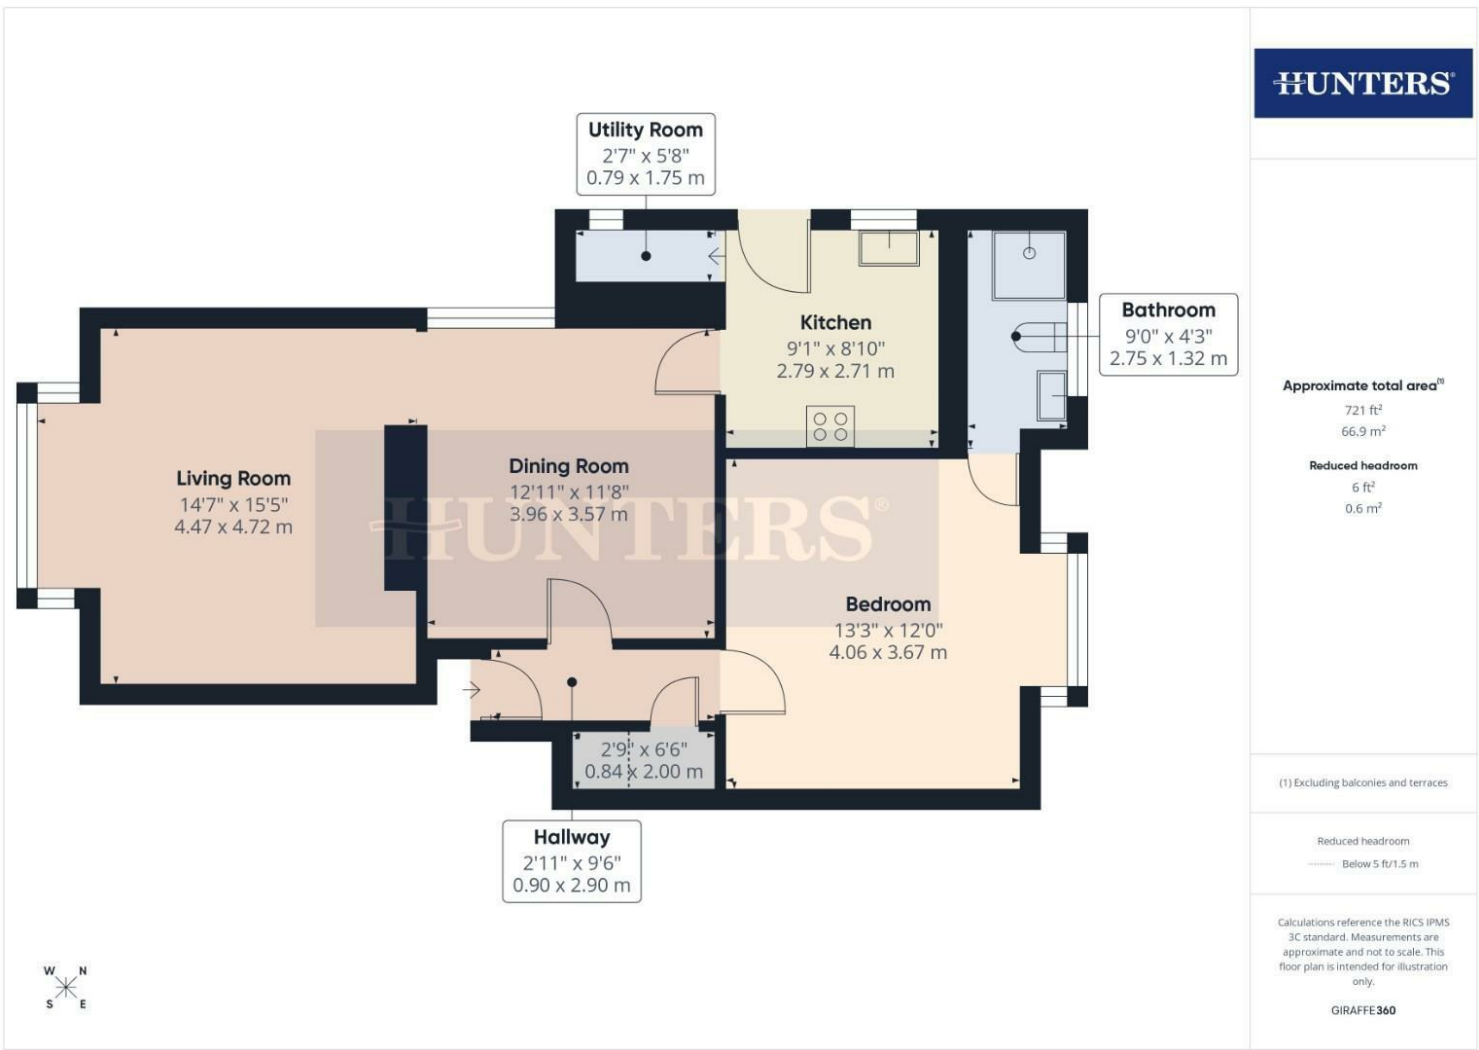 Utility Room
2'7" x 5'8"
0.79 x 1.75 m
Kitchen
9'1" x 8'10"
2.79 x 2.71 m
Bathroom
9'0" x 4'3"
2.75 x 1.32 m
Living Room
14'7" x 15'5"
4.47 x 4.72 m
Dining Room
12'11" x 11'8"
3.96 x 3.57 m
HUNTERS®
Bedroom
13'3" x 12'0"
4.06 x 3.67 m
2'9" x 6'6"
0.84 x 2.00 m
Hallway
2'11" x 9'6"
0.90 x 2.90 m
W N
S E
HUNTERS®
Approximate total area(1)
721 ft²
66.9 m²
Reduced headroom
6 ft²
0.6 m²
(1) Excluding balconies and terraces
Reduced headroom
Below 5 ft/1.5 m
Calculations reference the RICS IPMS
3C standard. Measurements are
approximate and not to scale. This
floor plan is intended for illustration
only.
GIRAFFE360